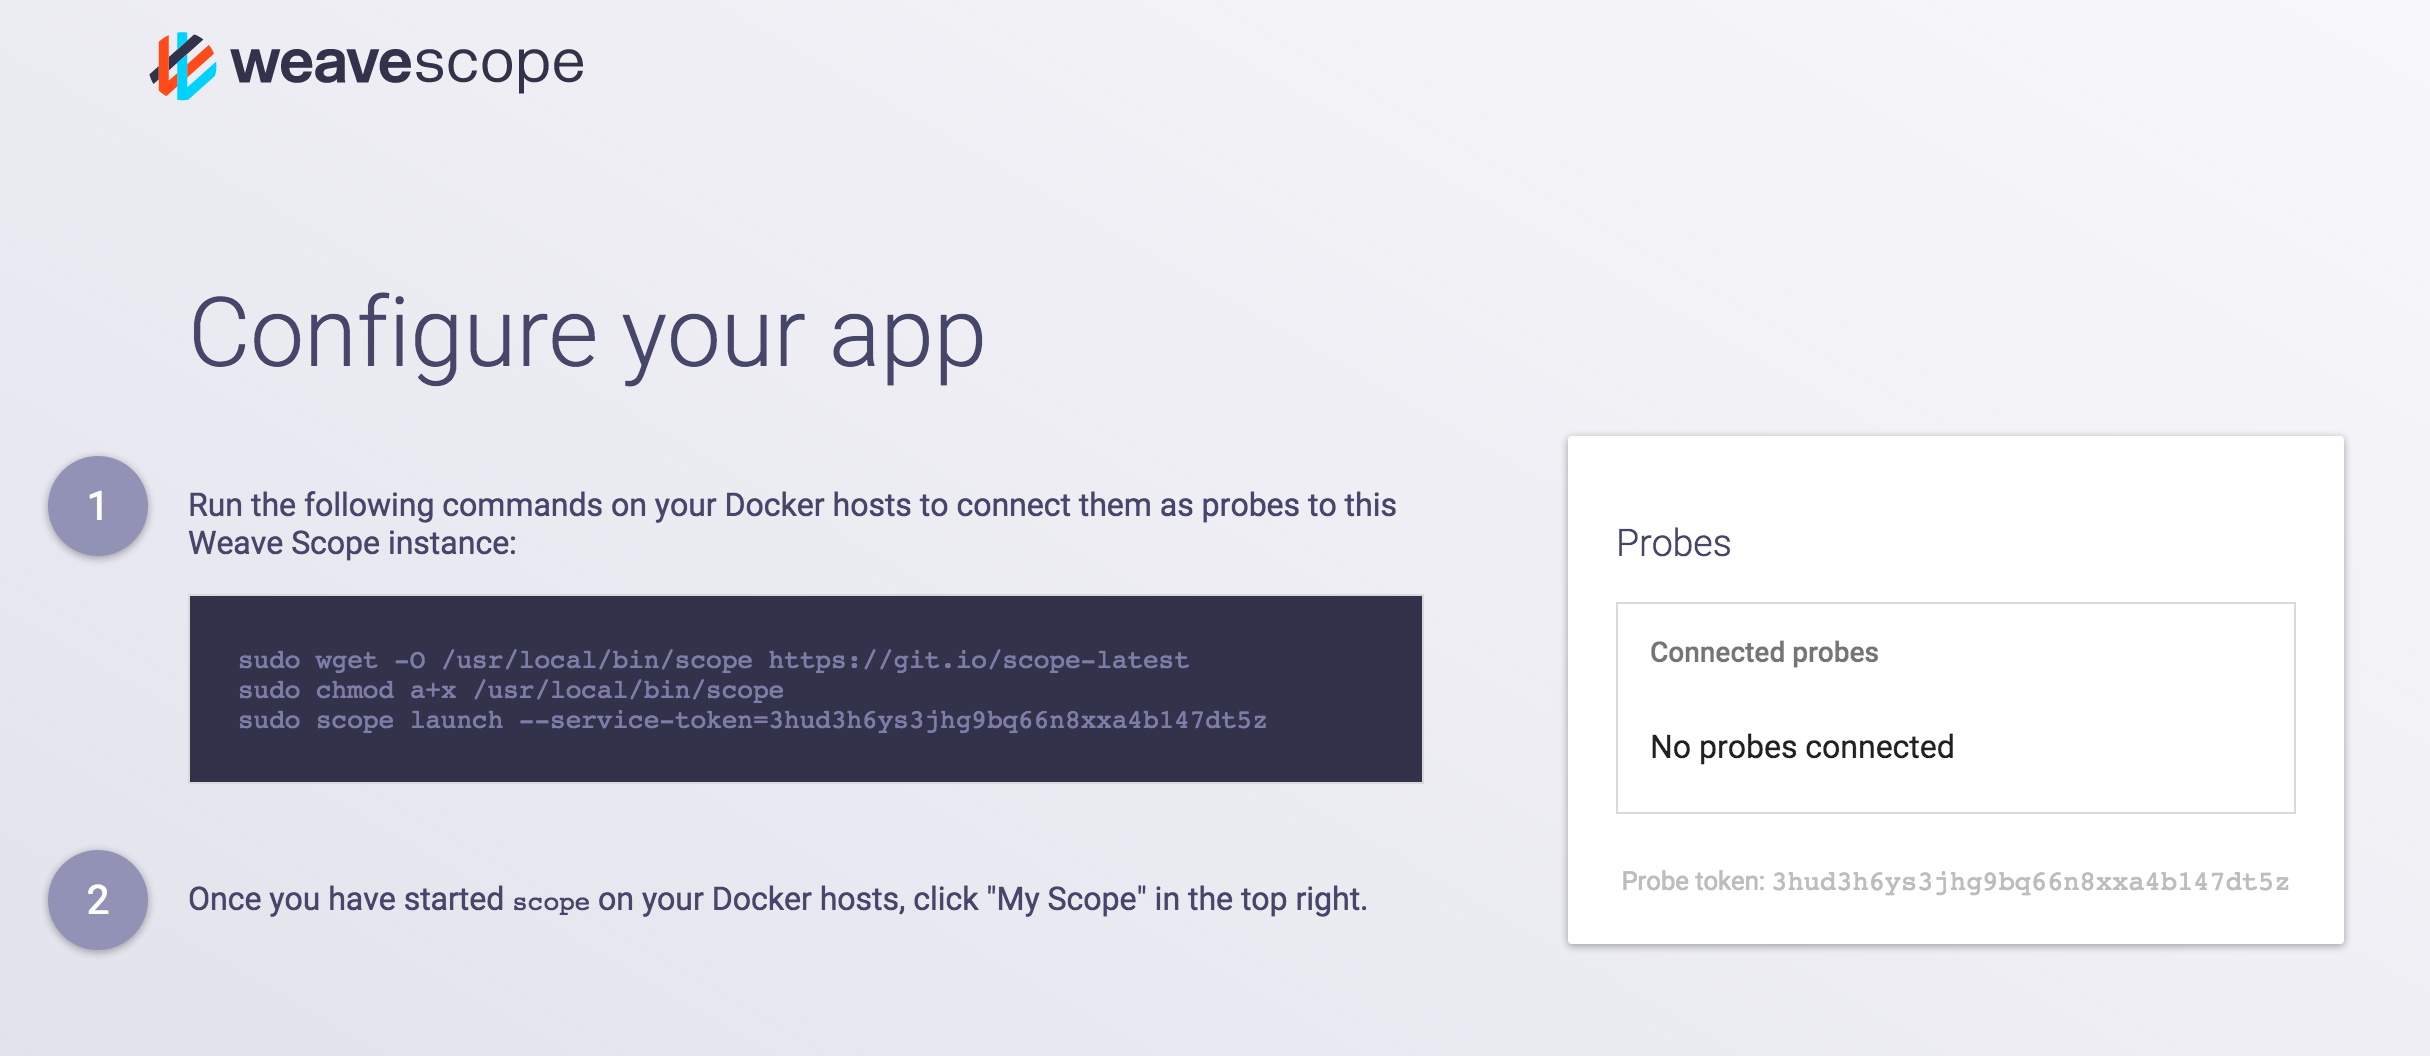 weavescope
Configure your app
1
Run the following commands on your Docker hosts to connect them as probes to this
Weave Scope instance:
sudo wget -O /usr/local/bin/scope https://git.io/scope-latest
sudo chmod a+x /usr/local/bin/scope
sudo scope launch --service-token=3hud3h6ys3jhg9bq66n8xxa4b147dt5z
2
Once you have started scope on your Docker hosts, click "My Scope" in the top right.
Probes
Connected probes
No probes connected
Probe token: 3hud3h6ys3jhg9bq66n8xxa4b147dt5z